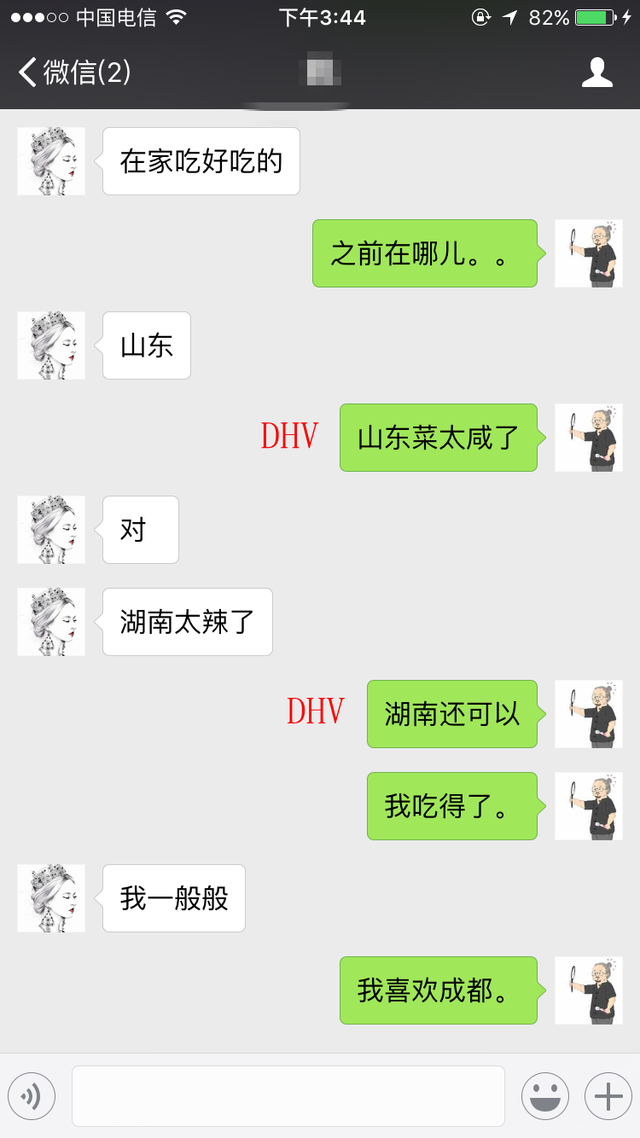 中国电信 下午3:44 82%
微信(2)
在家吃好吃的
之前在哪儿。。
山东
DHV 山东菜太咸了
对
湖南太辣了
DHV 湖南还可以
我吃得了。
我一般般
我喜欢成都。